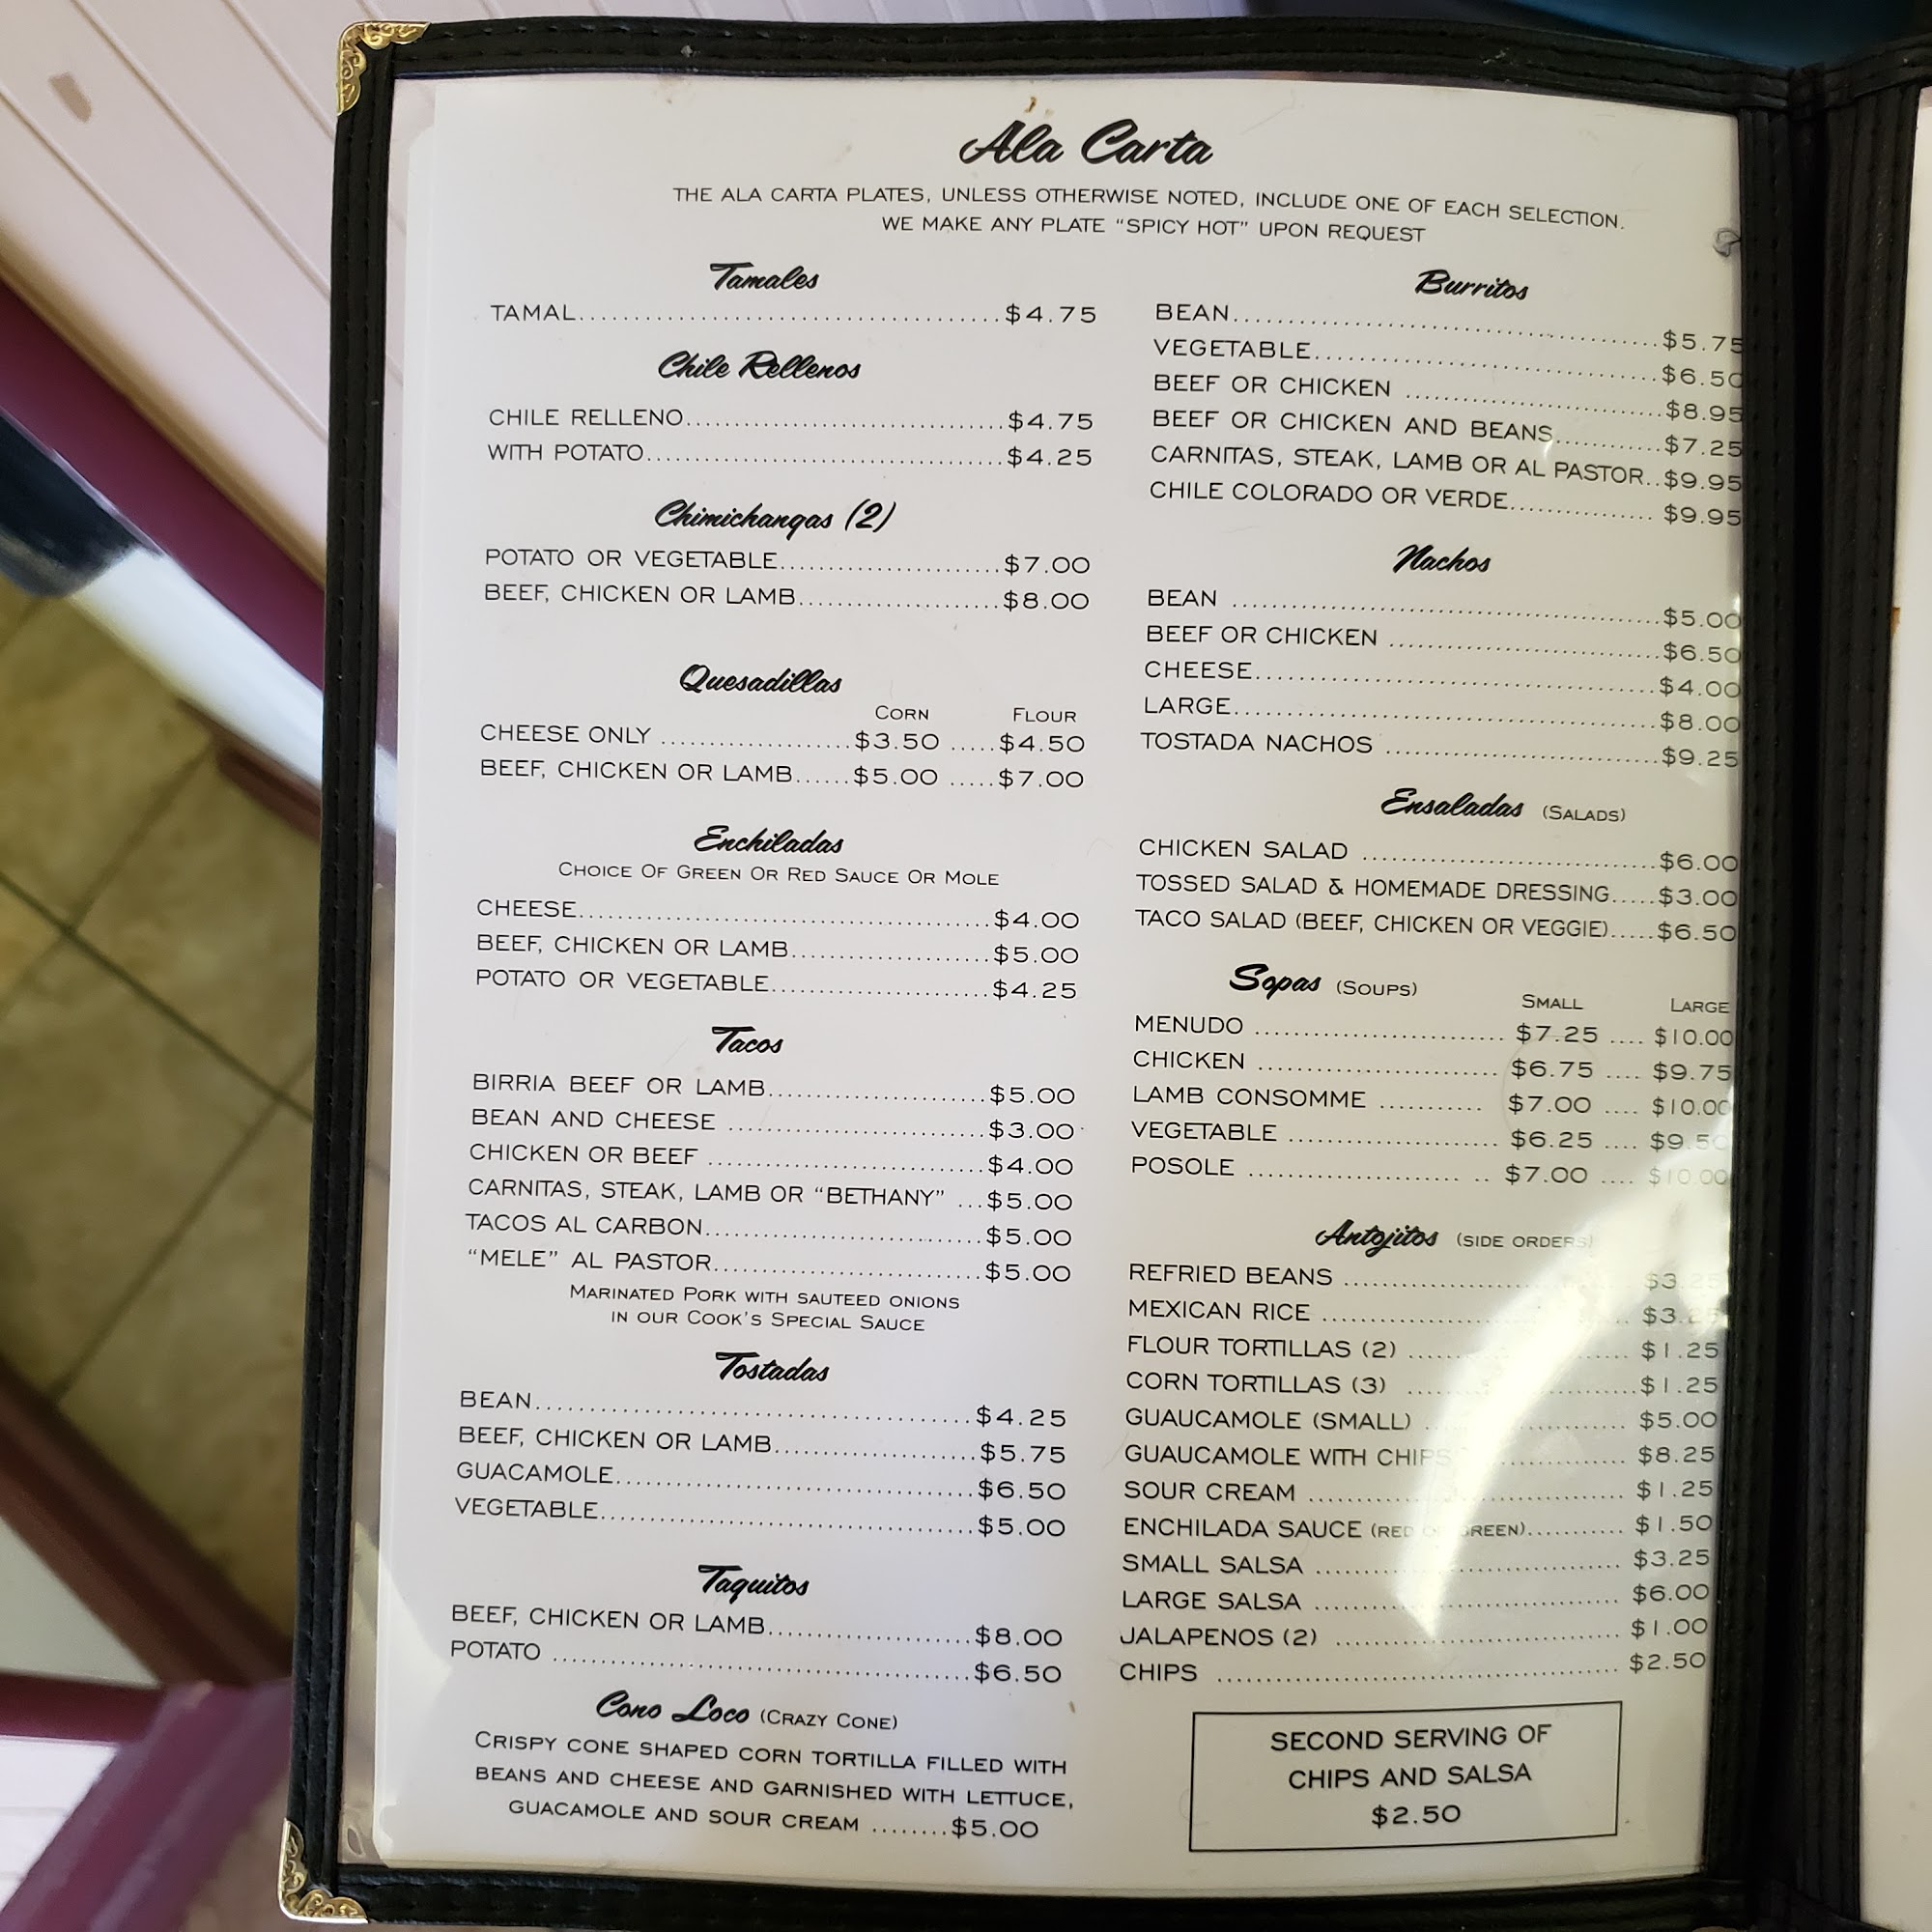 Ala Carta
THE ALA CARTA PLATES, UNLESS OTHERWISE NOTED, INCLUDE ONE OF EACH SELECTION.
WE MAKE ANY PLATE "SPICY HOT" UPON REQUEST
Tamales
TAMAL........................................$4.75
Chile Rellenos
CHILE RELLENO..............................$4.75
WITH POTATO.................................$4.25
Chimichangas (2)
POTATO OR VEGETABLE.....................$7.00
BEEF, CHICKEN OR LAMB...................$8.00
Quesadillas
CORN FLOUR
CHEESE ONLY ..................$3.50 .....$4.50
BEEF, CHICKEN OR LAMB......$5.00 .....$7.00
Enchiladas
CHOICE OF GREEN OR RED SAUCE OR MOLE
CHEESE.......................................$4.00
BEEF, CHICKEN OR LAMB...................$5.00
POTATO OR VEGETABLE.....................$4.25
Tacos
BIRRIA BEEF OR LAMB.....................$5.00
BEAN AND CHEESE .........................$3.00
CHICKEN OR BEEF ..........................$4.00
CARNITAS, STEAK, LAMB OR "BETHANY" ...$5.00
TACOS AL CARBON...........................$5.00
"MELE" AL PASTOR..........................$5.00
MARINATED PORK WITH SAUTEED ONIONS
IN OUR COOK'S SPECIAL SAUCE
Tostadas
BEAN.........................................$4.25
BEEF, CHICKEN OR LAMB...................$5.75
GUACAMOLE..................................$6.50
VEGETABLE...................................$5.00
Taquitos
BEEF, CHICKEN OR LAMB...................$8.00
POTATO .......................................$6.50
Cono Loco (CRAZY CONE)
CRISPY CONE SHAPED CORN TORTILLA FILLED WITH
BEANS AND CHEESE AND GARNISHED WITH LETTUCE,
GUACAMOLE AND SOUR CREAM ........$5.00
Burritos
BEAN.........................................$5.75
VEGETABLE.................................$6.50
BEEF OR CHICKEN ........................$8.95
BEEF OR CHICKEN AND BEANS..........$7.25
CARNITAS, STEAK, LAMB OR AL PASTOR..$9.95
CHILE COLORADO OR VERDE............. $9.95
Nachos
BEAN .........................................$5.00
BEEF OR CHICKEN ..........................$6.50
CHEESE.......................................$4.00
LARGE.........................................$8.00
TOSTADA NACHOS ..........................$9.25
Ensaladas (SALADS)
CHICKEN SALAD ............................$6.00
TOSSED SALAD & HOMEMADE DRESSING.....$3.00
TACO SALAD (BEEF, CHICKEN OR VEGGIE).....$6.50
Sopas (SOUPS)
SMALL LARGE
MENUDO ........................ $7.25 .... $10.00
CHICKEN ....................... $6.75 .... $9.75
LAMB CONSOMME ........... $7.00 .... $10.00
VEGETABLE ..................... $6.25 .... $9.50
POSOLE ......................... $7.00 .... $10.00
Antojitos (SIDE ORDERS)
REFRIED BEANS ............................ $3.25
MEXICAN RICE .............................. $3.25
FLOUR TORTILLAS (2) ...................... $1.25
CORN TORTILLAS (3) .......................$1.25
GUAUCAMOLE (SMALL) .................... $5.00
GUAUCAMOLE WITH CHIPS ................ $8.25
SOUR CREAM ............................... $1.25
ENCHILADA SAUCE (RED OR GREEN).......... $1.50
SMALL SALSA ............................... $3.25
LARGE SALSA ............................... $6.00
JALAPENOS (2) ............................. $1.00
CHIPS ........................................ $2.50
SECOND SERVING OF
CHIPS AND SALSA
$2.50